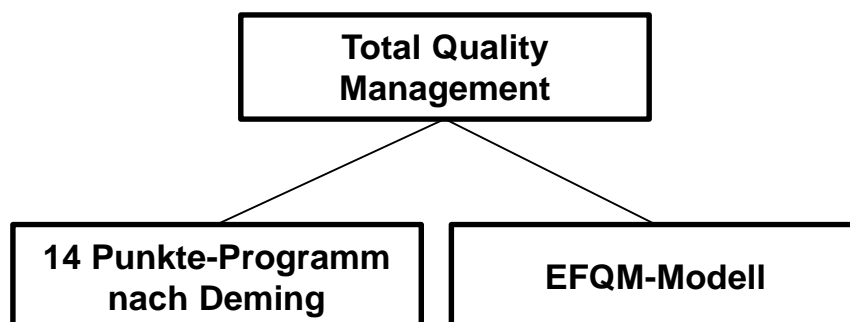 Total Quality
Management
14 Punkte-Programm
nach Deming
EFQM-Modell